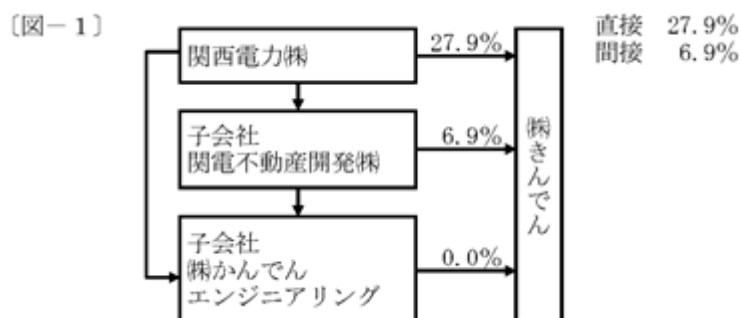 〔図－1〕
関西電力㈱
27.9%
直接 27.9%
間接 6.9%
子会社
関電不動産開発㈱
6.9%
㈱きんでん
子会社
㈱かんでん
エンジニアリング
0.0%